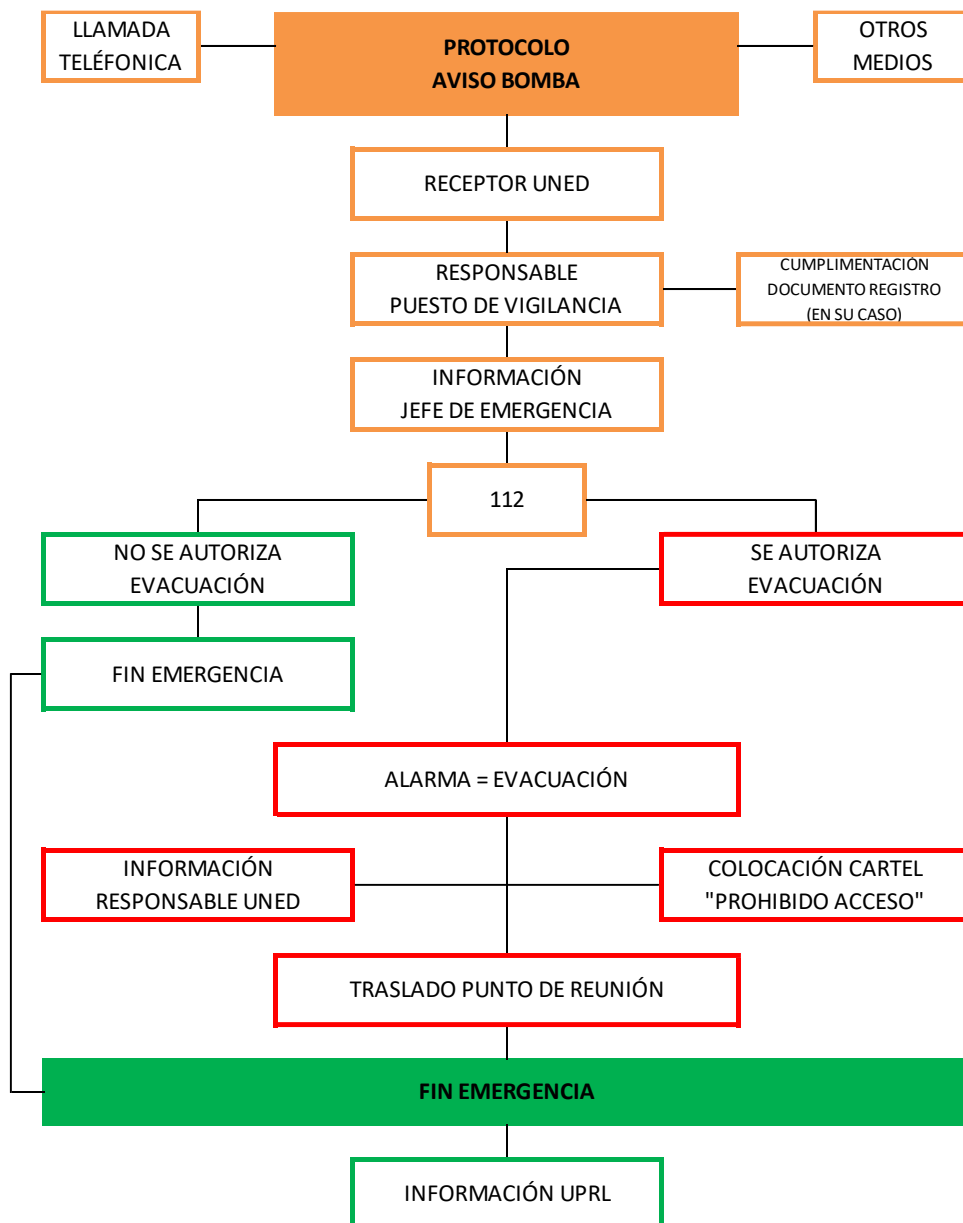 LLAMADA
TELÉFONICA
PROTOCOLO
AVISO BOMBA
OTROS
MEDIOS
RECEPTOR UNED
RESPONSABLE
PUESTO DE VIGILANCIA
CUMPLIMENTACIÓN
DOCUMENTO REGISTRO
(EN SU CASO)
INFORMACIÓN
JEFE DE EMERGENCIA
112
NO SE AUTORIZA
EVACUACIÓN
SE AUTORIZA
EVACUACIÓN
FIN EMERGENCIA
ALARMA = EVACUACIÓN
INFORMACIÓN
RESPONSABLE UNED
COLOCACIÓN CARTEL
"PROHIBIDO ACCESO"
TRASLADO PUNTO DE REUNIÓN
FIN EMERGENCIA
INFORMACIÓN UPRL